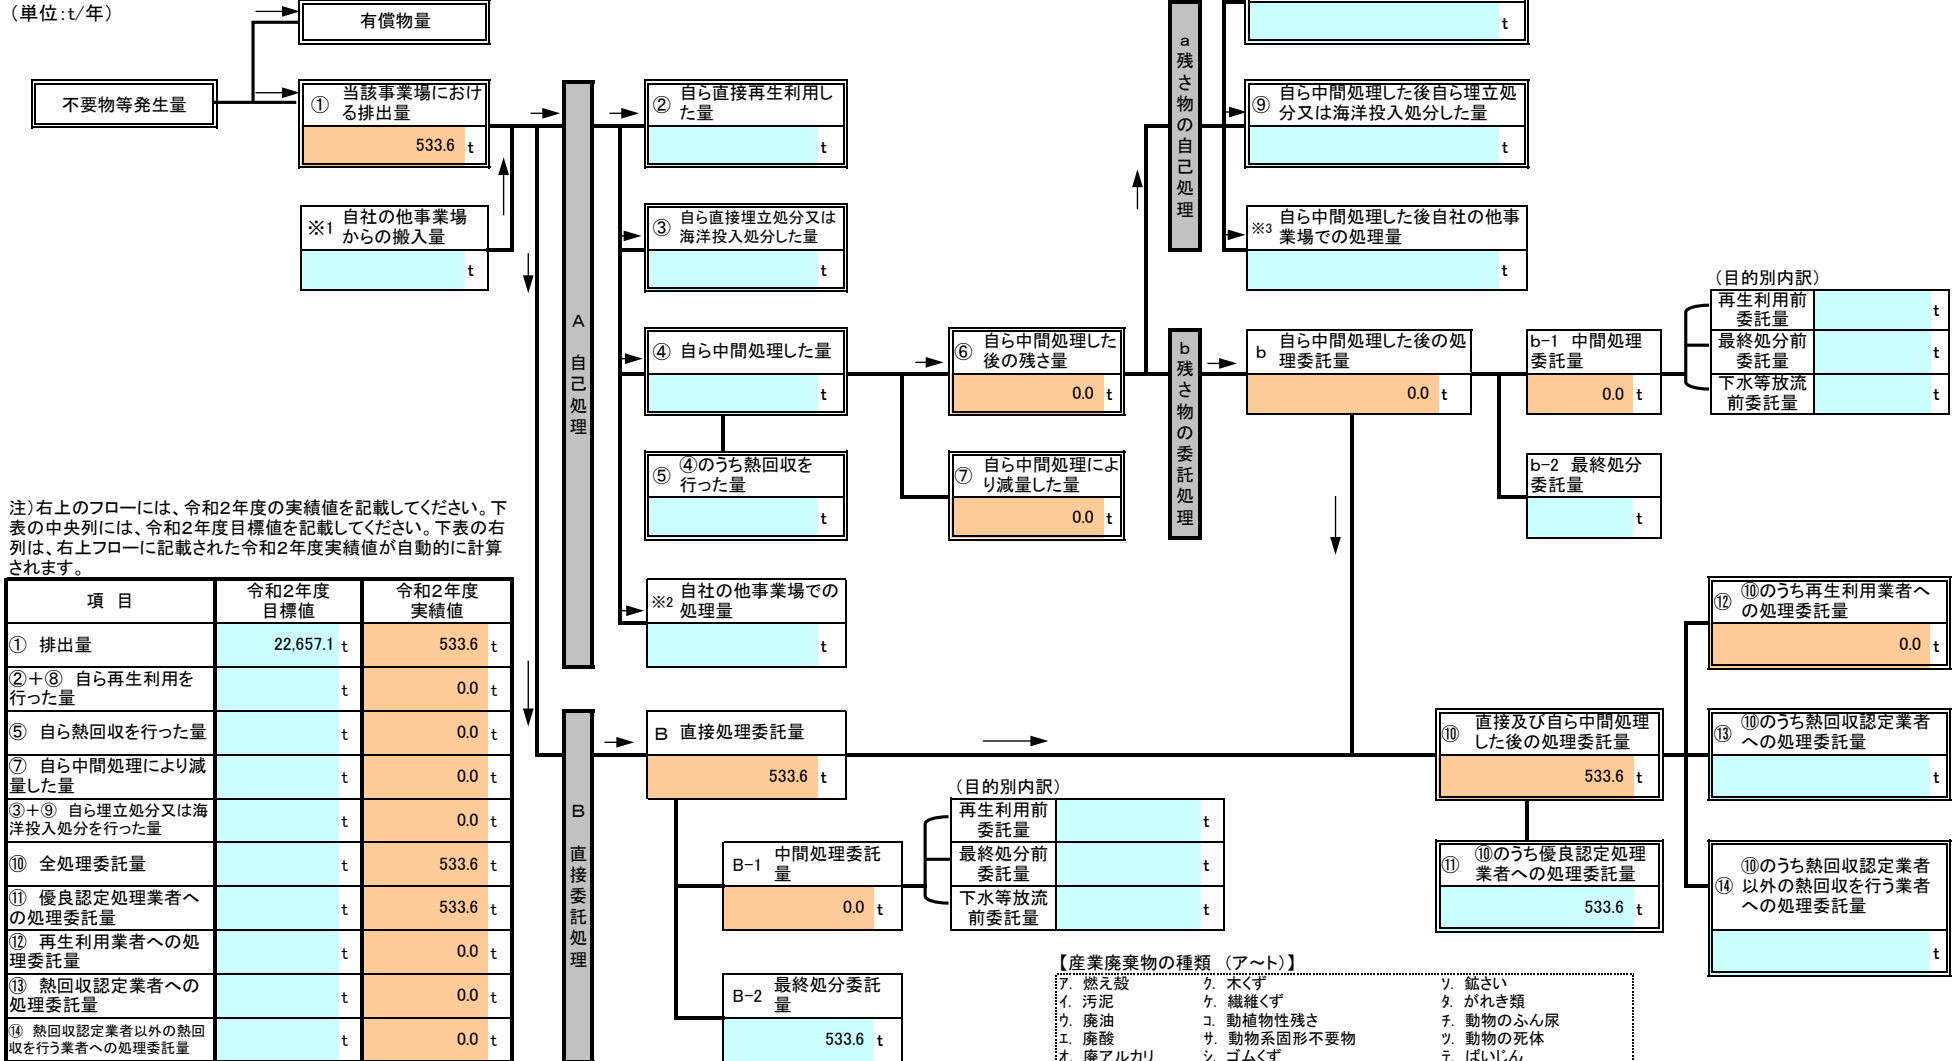 （単位：t/年）
有償物量
不要物等発生量
① 当該事業場におけ
る排出量
533.6 t
※1 自社の他事業場
からの搬入量
t
A 自己処理
② 自ら直接再生利用し
た量
t
③ 自ら直接埋立処分又は
海洋投入処分した量
t
④ 自ら中間処理した量
t
⑤ ④のうち熱回収を
行った量
t
※2 自社の他事業場での
処理量
t
⑥ 自ら中間処理した
後の残さ量
0.0 t
⑦ 自ら中間処理によ
り減量した量
0.0 t
a 残さ物の自己処理
t
⑨ 自ら中間処理した後自ら埋立処
分又は海洋投入処分した量
t
※3 自ら中間処理した後自社の他事
業場での処理量
t
b 残さ物の委託処理
b 自ら中間処理した後の処
理委託量
0.0 t
b-1 中間処理
委託量
0.0 t
b-2 最終処分
委託量
t
（目的別内訳）
再生利用前
委託量 t
最終処分前
委託量 t
下水等放流
前委託量 t
注）右上のフローには、令和2年度の実績値を記載してください。下
表の中央列には、令和2年度目標値を記載してください。下表の右
列は、右上フローに記載された令和2年度実績値が自動的に計算
されます。
項 目 令和2年度 令和2年度
目標値 実績値
① 排出量 22,657.1 t 533.6 t
②＋⑧ 自ら再生利用を
行った量 t 0.0 t
⑤ 自ら熱回収を行った量 t 0.0 t
⑦ 自ら中間処理により減
量した量 t 0.0 t
③＋⑨ 自ら埋立処分又は海
洋投入処分を行った量 t 0.0 t
⑩ 全処理委託量 t 533.6 t
⑪ 優良認定処理業者へ
の処理委託量 t 533.6 t
⑫ 再生利用業者への処
理委託量 t 0.0 t
⑬ 熱回収認定業者への
処理委託量 t 0.0 t
⑭ 熱回収認定業者以外の熱回
収を行う業者への処理委託量 t 0.0 t
B 直接委託処理
B 直接処理委託量
533.6 t
B-1 中間処理委託
量
0.0 t
B-2 最終処分委託
量
533.6 t
（目的別内訳）
再生利用前
委託量 t
最終処分前
委託量 t
下水等放流
前委託量 t
⑩ 直接及び自ら中間処理
した後の処理委託量
533.6 t
⑪ ⑩のうち優良認定処理
業者への処理委託量
533.6 t
⑫ ⑩のうち再生利用業者へ
の処理委託量
0.0 t
⑬ ⑩のうち熱回収認定業者
への処理委託量
t
⑭ ⑩のうち熱回収認定業者
以外の熱回収を行う業者
への処理委託量
t
【産業廃棄物の種類 （ア～ト）】
ア. 燃え殻 ク. 木くず ソ. 鉱さい
イ. 汚泥 ケ. 繊維くず タ. がれき類
ウ. 廃油 コ. 動植物性残さ チ. 動物のふん尿
エ. 廃酸 サ. 動物系固形不要物 ツ. 動物の死体
オ. 廃アルカリ シ. ゴムくず テ. ばいじん